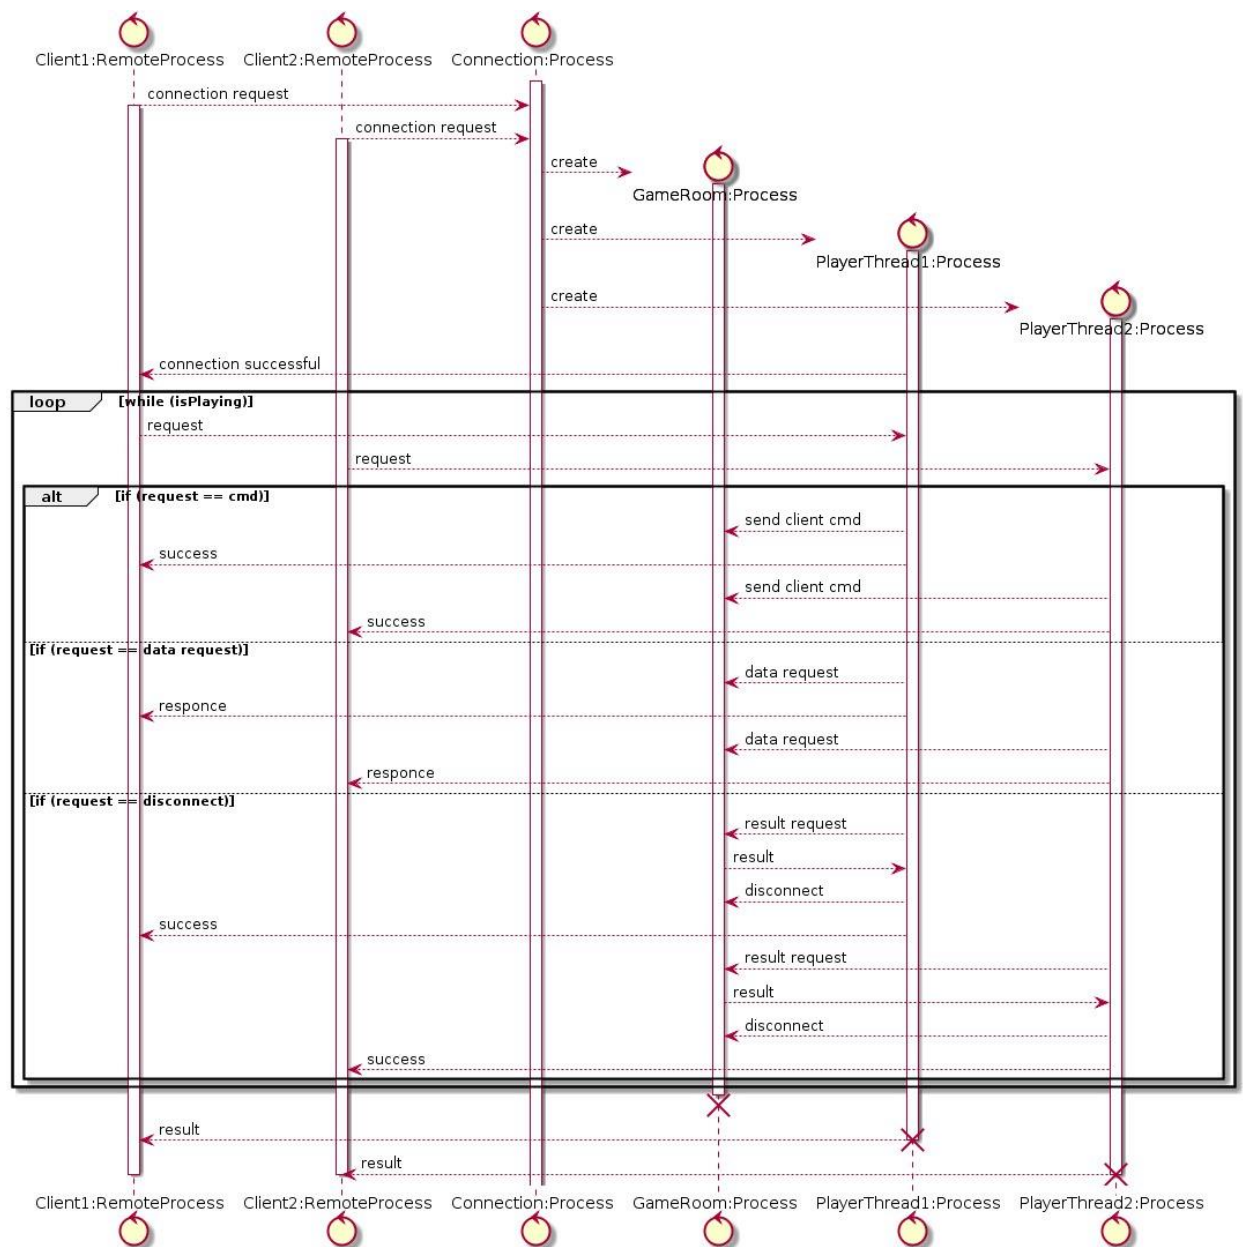 Client1:RemoteProcess Client2:RemoteProcess Connection:Process
connection request
connection request
create
GameRoom:Process
create
PlayerThread1:Process
create
PlayerThread2:Process
connection successful
loop [while (isPlaying)]
request
request
alt [if (request == cmd)]
send client cmd
success
send client cmd
success
[if (request == data request)]
data request
responce
data request
responce
[if (request == disconnect)]
result request
result
disconnect
success
result request
result
disconnect
success
result
result
Client1:RemoteProcess Client2:RemoteProcess Connection:Process GameRoom:Process PlayerThread1:Process PlayerThread2:Process